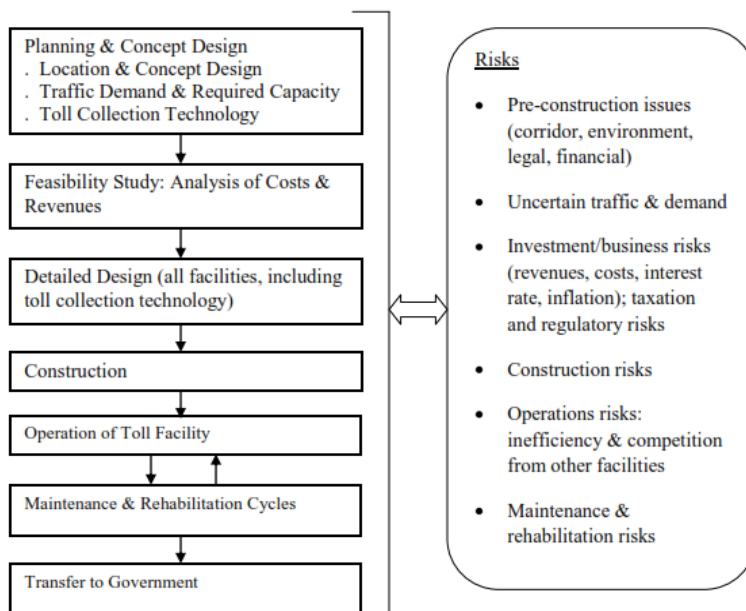 Planning & Concept Design
. Location & Concept Design
. Traffic Demand & Required Capacity
. Toll Collection Technology
Feasibility Study: Analysis of Costs &
Revenues
Detailed Design (all facilities, including
toll collection technology)
Construction
Operation of Toll Facility
Maintenance & Rehabilitation Cycles
Transfer to Government
Risks
• Pre-construction issues
(corridor, environment,
legal, financial)
• Uncertain traffic & demand
• Investment/business risks
(revenues, costs, interest
rate, inflation); taxation
and regulatory risks
• Construction risks
• Operations risks:
inefficiency & competition
from other facilities
• Maintenance &
rehabilitation risks